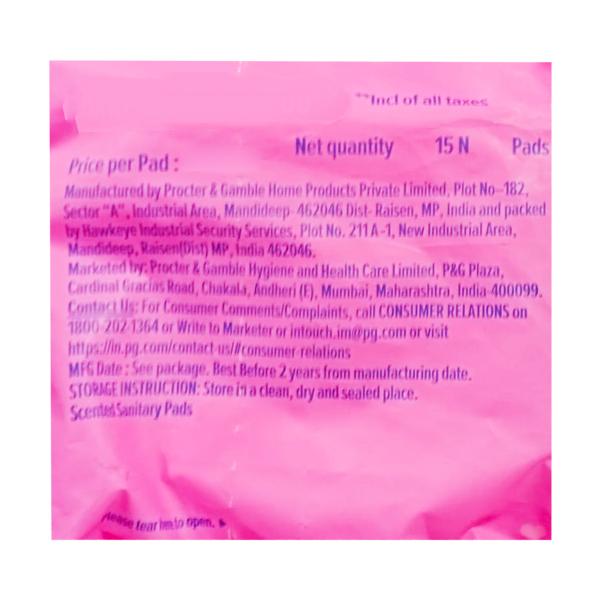 **Incl of all taxes
Net quantity 15 N Pads
Price per Pad :
Manufactured by Procter & Gamble Home Products Private Limited, Plot No-182,
Sector "A", Industrial Area, Mandideep-462046 Dist- Raisen, MP, India and packed
by Hawkeye Industrial Security Services, Plot No. 211 A-1, New Industrial Area,
Mandideep, Raisen(Dist) MP, India 462046.
Marketed by: Procter & Gamble Hygiene and Health Care Limited, P&G Plaza,
Cardinal Gracias Road, Chakala, Andheri (E), Mumbai, Maharashtra, India-400099.
Contact Us: For Consumer Comments/Complaints, call CONSUMER RELATIONS on
1800-202-1364 or Write to Marketer or intouch.im@pg.com or visit
https://in.pg.com/contact-us/#consumer-relations
MFG Date : See package. Best Before 2 years from manufacturing date.
STORAGE INSTRUCTION: Store in a clean, dry and sealed place.
Scented Sanitary Pads
Please tear to open.